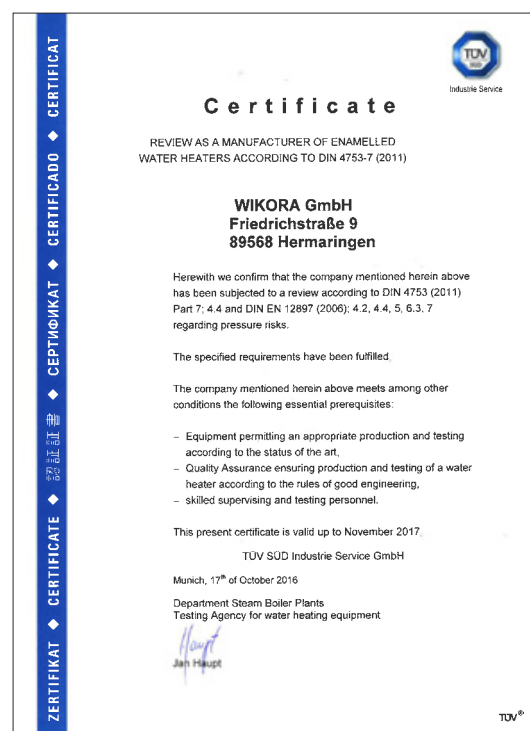 ZERTIFIKAT ◆ CERTIFICATE ◆ 認証証書 ◆ СЕРТИФИКАТ ◆ CERTIFICADO ◆ CERTIFICAT
TÜV
SÜD
Industrie Service
Certificate
REVIEW AS A MANUFACTURER OF ENAMELLED
WATER HEATERS ACCORDING TO DIN 4753-7 (2011)
WIKORA GmbH
Friedrichstraße 9
89568 Hermaringen
Herewith we confirm that the company mentioned herein above
has been subjected to a review according to DIN 4753 (2011)
Part 7; 4.4 and DIN EN 12897 (2006); 4.2, 4.4, 5, 6.3, 7
regarding pressure risks.
The specified requirements have been fulfilled.
The company mentioned herein above meets among other
conditions the following essential prerequisites:
– Equipment permitting an appropriate production and testing
according to the status of the art,
– Quality Assurance ensuring production and testing of a water
heater according to the rules of good engineering,
– skilled supervising and testing personnel.
This present certificate is valid up to November 2017.
TÜV SÜD Industrie Service GmbH
Munich, 17th of October 2016
Department Steam Boiler Plants
Testing Agency for water heating equipment
Haupt
Jan Haupt
TÜV®